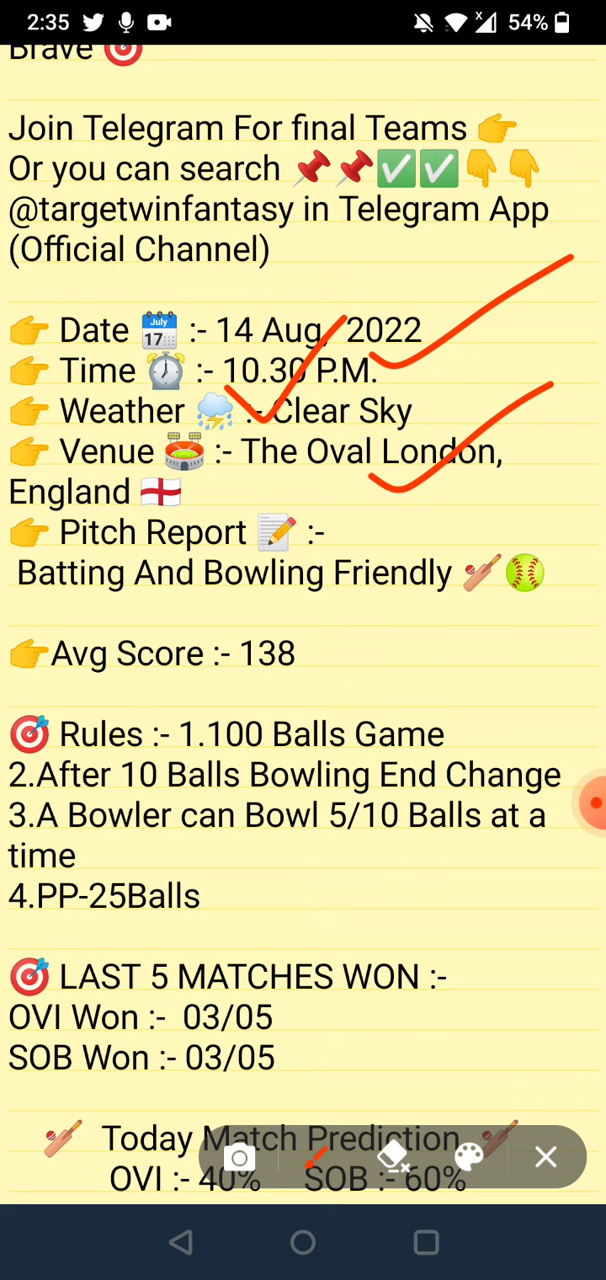 2:35
54%
Brave 🎯
Join Telegram For final Teams 👉
Or you can search 📌📌✅✅👇👇
@targetwinfantasy in Telegram App
(Official Channel)
👉 Date 📅 :- 14 Aug, 2022
👉 Time ⏰ :- 10.30 P.M.
👉 Weather ⛈️ :- Clear Sky
👉 Venue 🏟️ :- The Oval London,
England 🏴󠁧󠁢󠁥󠁮󠁧󠁿
👉 Pitch Report 📝 :-
Batting And Bowling Friendly 🏏🥎
👉Avg Score :- 138
🎯 Rules :- 1.100 Balls Game
2.After 10 Balls Bowling End Change
3.A Bowler can Bowl 5/10 Balls at a
time
4.PP-25Balls
🎯 LAST 5 MATCHES WON :-
OVI Won :- 03/05
SOB Won :- 03/05
🏏 Today Match Prediction 🏏
OVI :- 40% SOB :- 60%